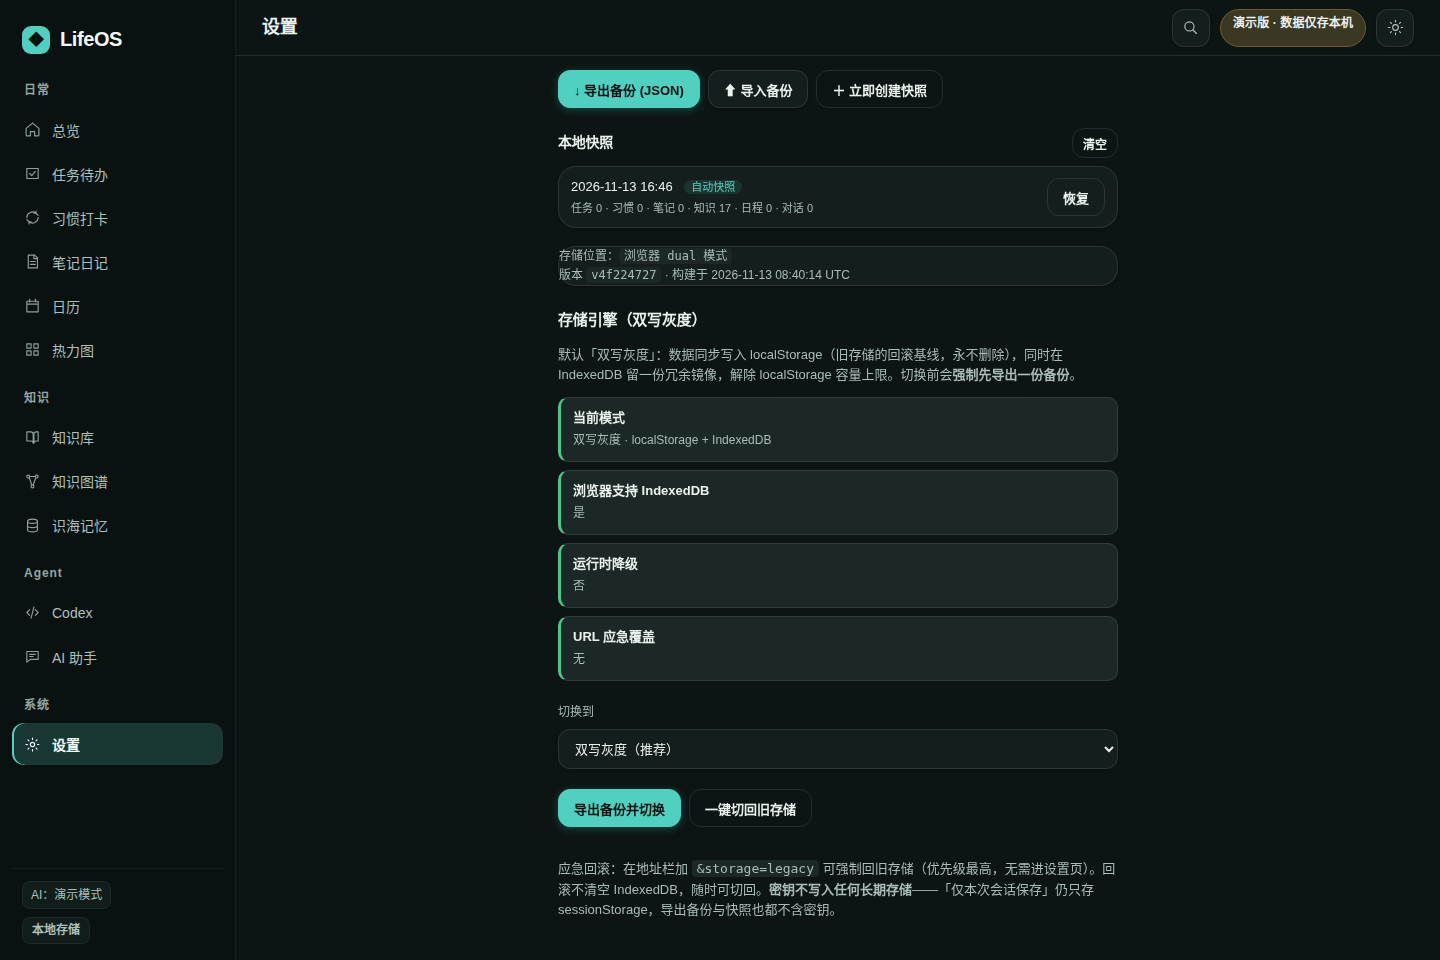 LifeOS
日常
总览
任务待办
习惯打卡
笔记日记
日历
热力图
知识
知识库
知识图谱
识海记忆
Agent
Codex
AI 助手
系统
设置
AI：演示模式
本地存储
设置
演示版 · 数据仅存本机
↓ 导出备份 (JSON)
⬆ 导入备份
＋ 立即创建快照
本地快照
清空
2026-11-13 16:46 自动快照
任务 0 · 习惯 0 · 笔记 0 · 知识 17 · 日程 0 · 对话 0
恢复
存储位置：浏览器 dual 模式
版本 v4f224727 · 构建于 2026-11-13 08:40:14 UTC
存储引擎（双写灰度）
默认「双写灰度」：数据同步写入 localStorage（旧存储的回滚基线，永不删除），同时在
IndexedDB 留一份冗余镜像，解除 localStorage 容量上限。切换前会强制先导出一份备份。
当前模式
双写灰度 · localStorage + IndexedDB
浏览器支持 IndexedDB
是
运行时降级
否
URL 应急覆盖
无
切换到
双写灰度（推荐）
导出备份并切换
一键切回旧存储
应急回滚：在地址栏加 &storage=legacy 可强制回旧存储（优先级最高，无需进设置页）。回
滚不清空 IndexedDB，随时可切回。密钥不写入任何长期存储——「仅本次会话保存」仍只存
sessionStorage，导出备份与快照也都不含密钥。